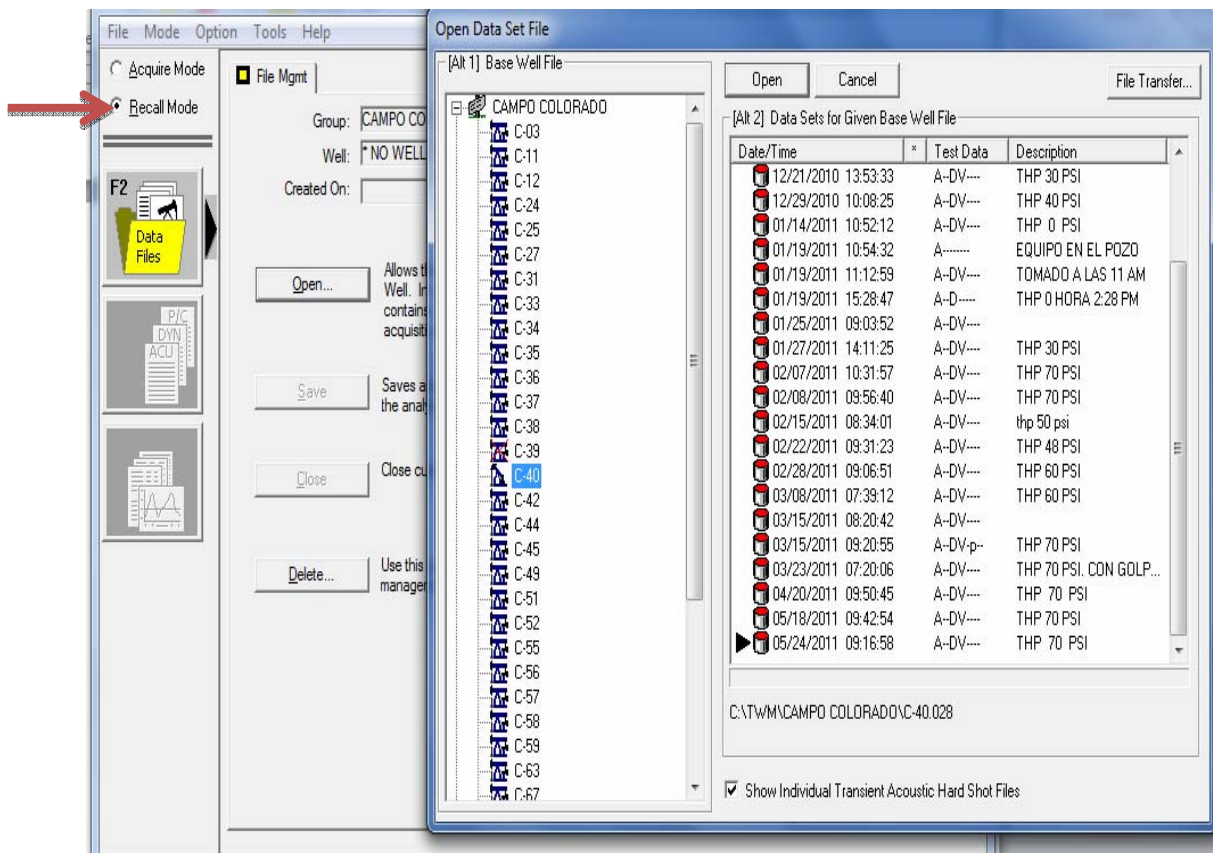 File Mode Option Tools Help
Acquire Mode
Recall Mode
F2
Data
Files
P/C
DYN
ACU
File Mgmt
Group: CAMPO CO
Well: * NO WELL
Created On:
Open...
Allows t
Well. In
contains
acquisiti
Save
Saves a
the analy
Close
Close cu
Delete...
Use this
manager
Open Data Set File
[Alt 1] Base Well File
CAMPO COLORADO
C-03
C-11
C-12
C-24
C-25
C-27
C-31
C-33
C-34
C-35
C-36
C-37
C-38
C-39
C-40
C-42
C-44
C-45
C-49
C-51
C-52
C-55
C-56
C-57
C-58
C-59
C-63
C-67
Open Cancel File Transfer...
[Alt 2] Data Sets for Given Base Well File
Date/Time * Test Data Description
12/21/2010 13:53:33 A--DV---- THP 30 PSI
12/29/2010 10:08:25 A--DV---- THP 40 PSI
01/14/2011 10:52:12 A--DV---- THP 0 PSI
01/19/2011 10:54:32 A-------- EQUIPO EN EL POZO
01/19/2011 11:12:59 A--DV---- TOMADO A LAS 11 AM
01/19/2011 15:28:47 A--D----- THP 0 HORA 2:28 PM
01/25/2011 09:03:52 A--DV----
01/27/2011 14:11:25 A--DV---- THP 30 PSI
02/07/2011 10:31:57 A--DV---- THP 70 PSI
02/08/2011 09:56:40 A--DV---- THP 70 PSI
02/15/2011 08:34:01 A--DV---- thp 50 psi
02/22/2011 09:31:23 A--DV---- THP 48 PSI
02/28/2011 09:06:51 A--DV---- THP 60 PSI
03/08/2011 07:39:12 A--DV---- THP 60 PSI
03/15/2011 08:20:42 A--DV----
03/15/2011 09:20:55 A--DV-p-- THP 70 PSI
03/23/2011 07:20:06 A--DV---- THP 70 PSI. CON GOLP...
04/20/2011 09:50:45 A--DV---- THP 70 PSI
05/18/2011 09:42:54 A--DV---- THP 70 PSI
05/24/2011 09:16:58 A--DV---- THP 70 PSI
C:\TWM\CAMPO COLORADO\C-40.028
Show Individual Transient Acoustic Hard Shot Files